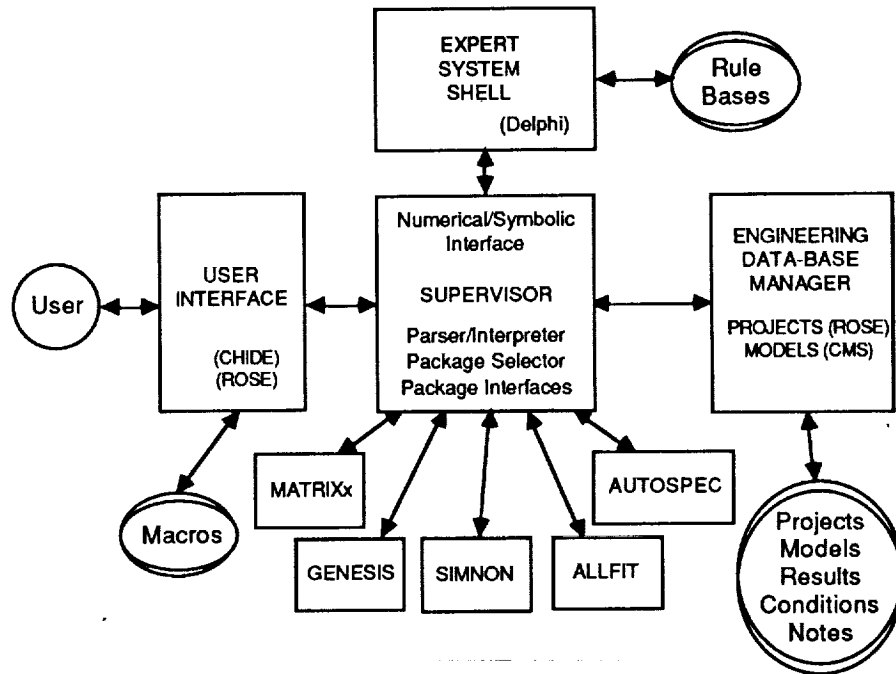 EXPERT
SYSTEM
SHELL
(Delphi)
Rule
Bases
User
USER
INTERFACE
(CHIDE)
(ROSE)
Numerical/Symbolic
Interface
SUPERVISOR
Parser/Interpreter
Package Selector
Package Interfaces
ENGINEERING
DATA-BASE
MANAGER
PROJECTS (ROSE)
MODELS (CMS)
Macros
MATRIXx
GENESIS
SIMNON
ALLFIT
AUTOSPEC
Projects
Models
Results
Conditions
Notes